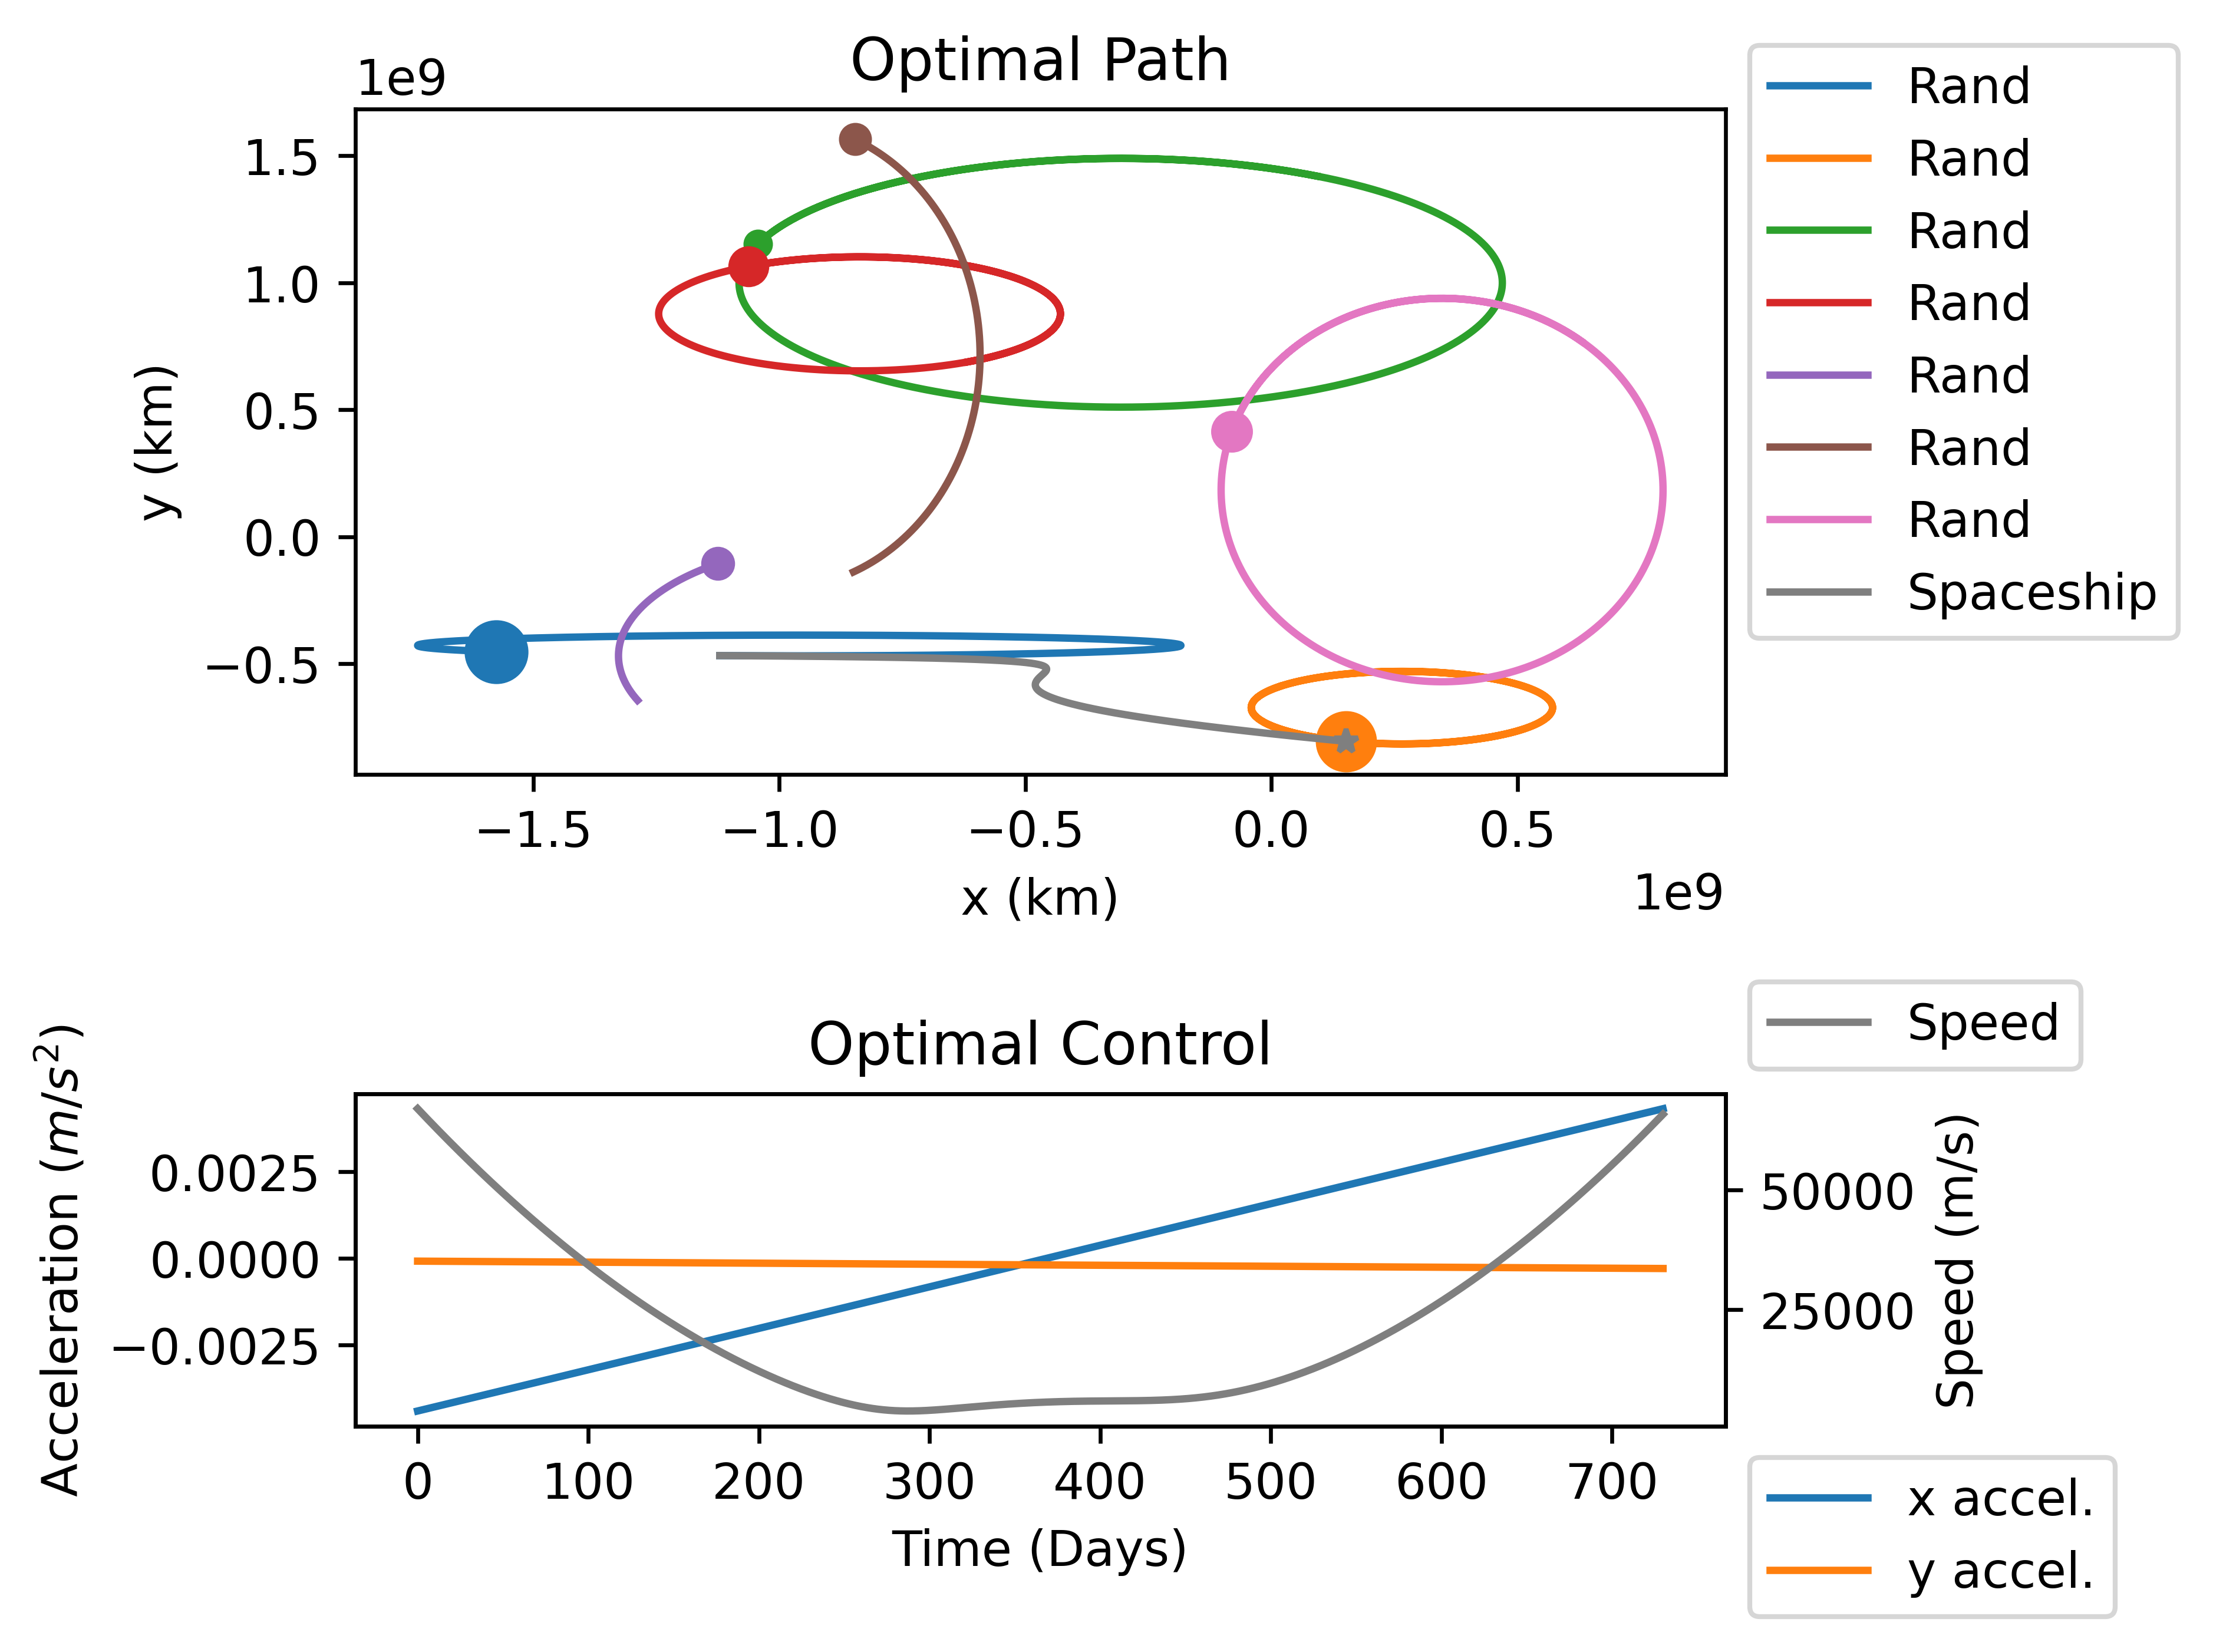 Optimal Path
1e9
1.5
1.0
0.5
0.0
−0.5
y (km)
−1.5
−1.0
−0.5
0.0
0.5
1e9
x (km)
Rand
Rand
Rand
Rand
Rand
Rand
Rand
Spaceship
Optimal Control
Speed
Acceleration (m/s²)
0.0025
0.0000
−0.0025
50000
25000
Speed (m/s)
0
100
200
300
400
500
600
700
Time (Days)
x accel.
y accel.